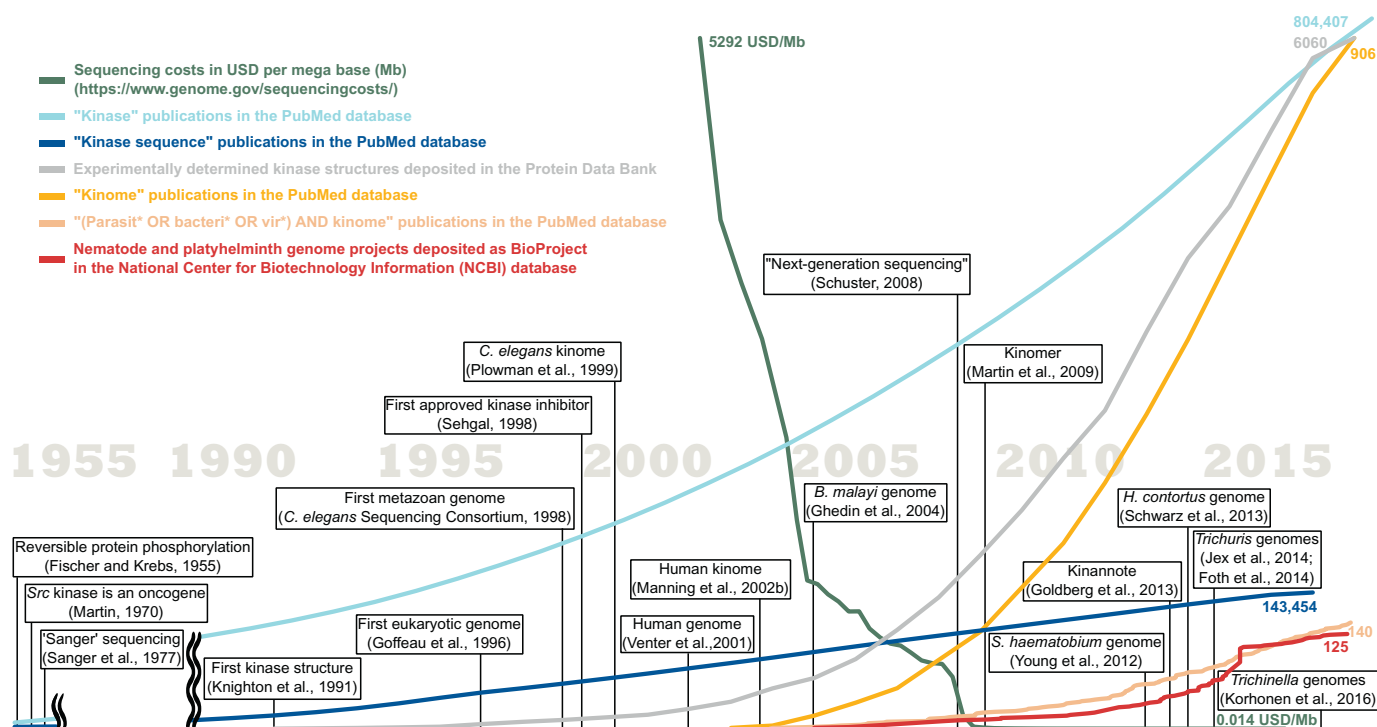 804,407
6060
5292 USD/Mb
906
Sequencing costs in USD per mega base (Mb)
(https://www.genome.gov/sequencingcosts/)
"Kinase" publications in the PubMed database
"Kinase sequence" publications in the PubMed database
Experimentally determined kinase structures deposited in the Protein Data Bank
"Kinome" publications in the PubMed database
"(Parasit* OR bacteri* OR vir*) AND kinome" publications in the PubMed database
Nematode and platyhelminth genome projects deposited as BioProject
in the National Center for Biotechnology Information (NCBI) database
"Next-generation sequencing"
(Schuster, 2008)
C. elegans kinome
(Plowman et al., 1999)
Kinomer
(Martin et al., 2009)
First approved kinase inhibitor
(Sehgal, 1998)
1955 1990 1995 2000 2005 2010 2015
First metazoan genome
(C. elegans Sequencing Consortium, 1998)
B. malayi genome
(Ghedin et al., 2004)
H. contortus genome
(Schwarz et al., 2013)
Reversible protein phosphorylation
(Fischer and Krebs, 1955)
Trichuris genomes
(Jex et al., 2014;
Foth et al., 2014)
Src kinase is an oncogene
(Martin, 1970)
Human kinome
(Manning et al., 2002b)
Kinannote
(Goldberg et al., 2013)
143,454
'Sanger' sequencing
(Sanger et al., 1977)
First eukaryotic genome
(Goffeau et al., 1996)
Human genome
(Venter et al.,2001)
S. haematobium genome
(Young et al., 2012)
140
125
First kinase structure
(Knighton et al., 1991)
Trichinella genomes
(Korhonen et al., 2016)
0.014 USD/Mb